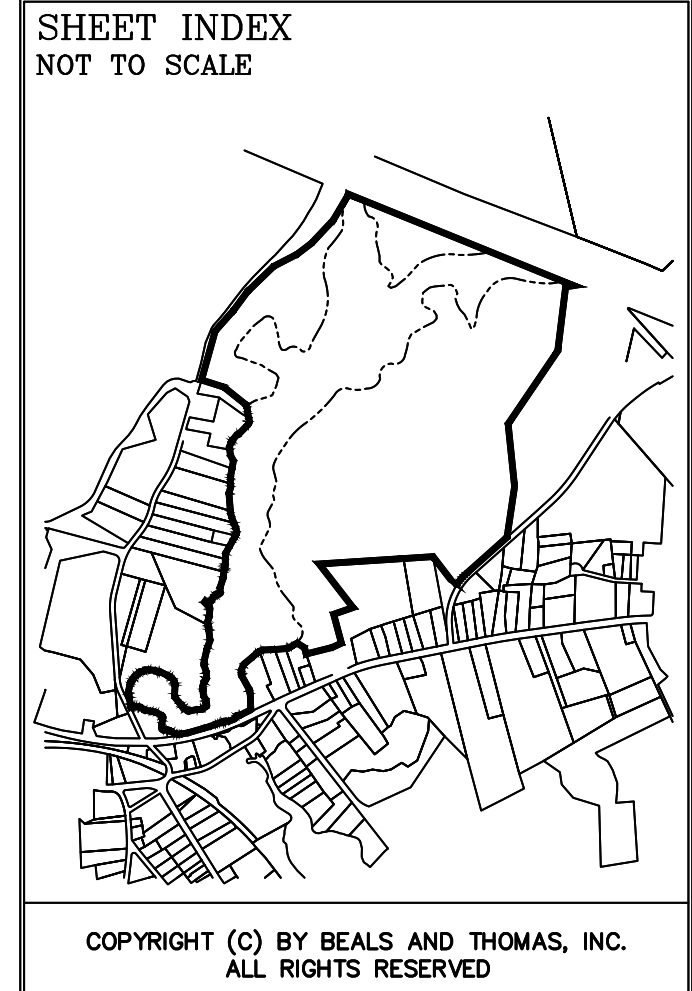 SHEET INDEX
NOT TO SCALE
COPYRIGHT (C) BY BEALS AND THOMAS, INC.
ALL RIGHTS RESERVED